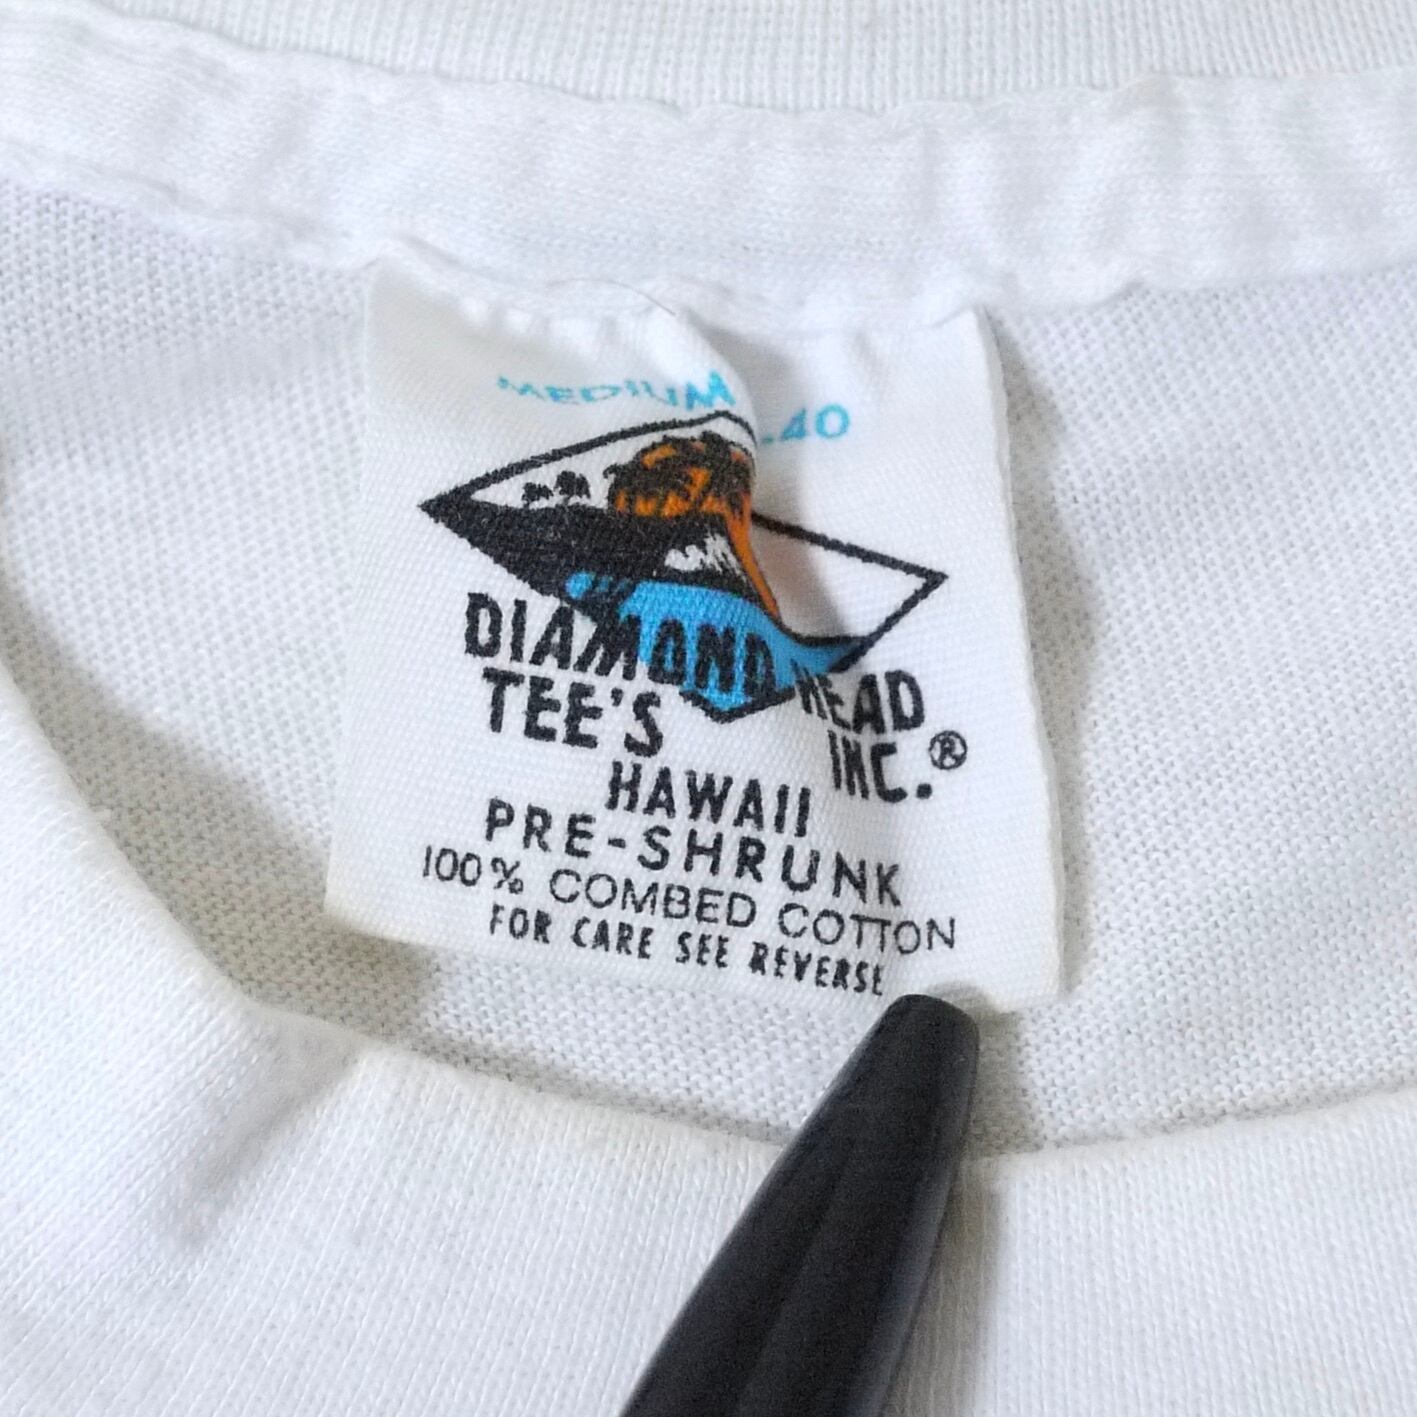 MEDIUM
40
DIAMOND HEAD
TEE'S INC.®
HAWAII
PRE-SHRUNK
100% COMBED COTTON
FOR CARE SEE REVERSE